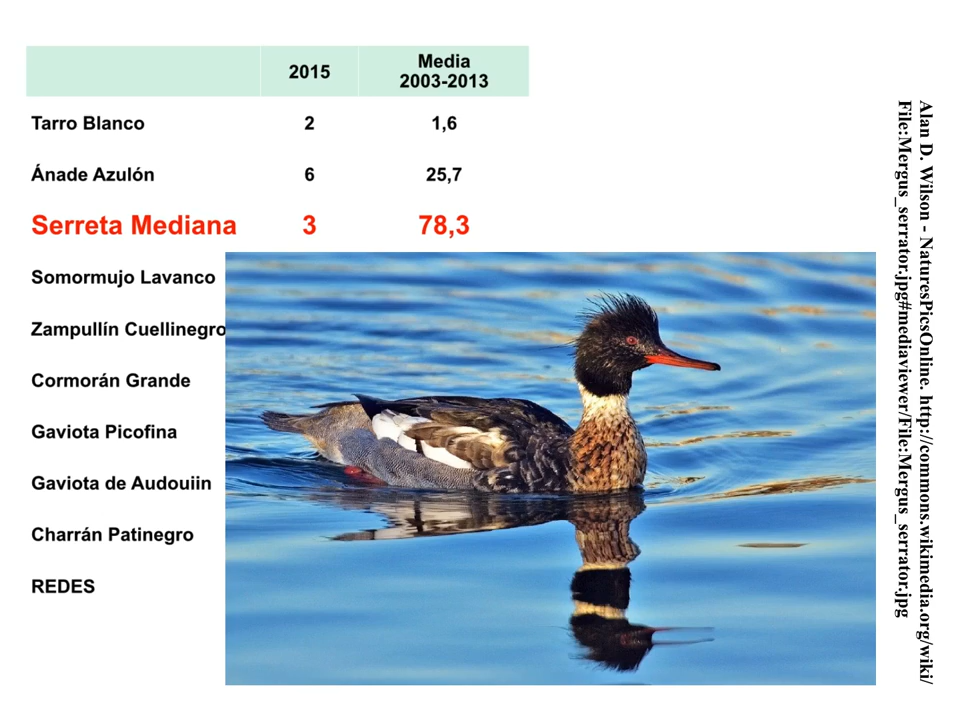 2015 Media
2003-2013
Tarro Blanco 2 1,6
Ánade Azulón 6 25,7
Serreta Mediana 3 78,3
Somormujo Lavanco
Zampullín Cuellinegro
Cormorán Grande
Gaviota Picofina
Gaviota de Audouiin
Charrán Patinegro
REDES
Alan D. Wilson - NaturesPicsOnline. http://commons.wikimedia.org/wiki/
File:Mergus_serrator.jpg#mediaviewer/File:Mergus_serrator.jpg